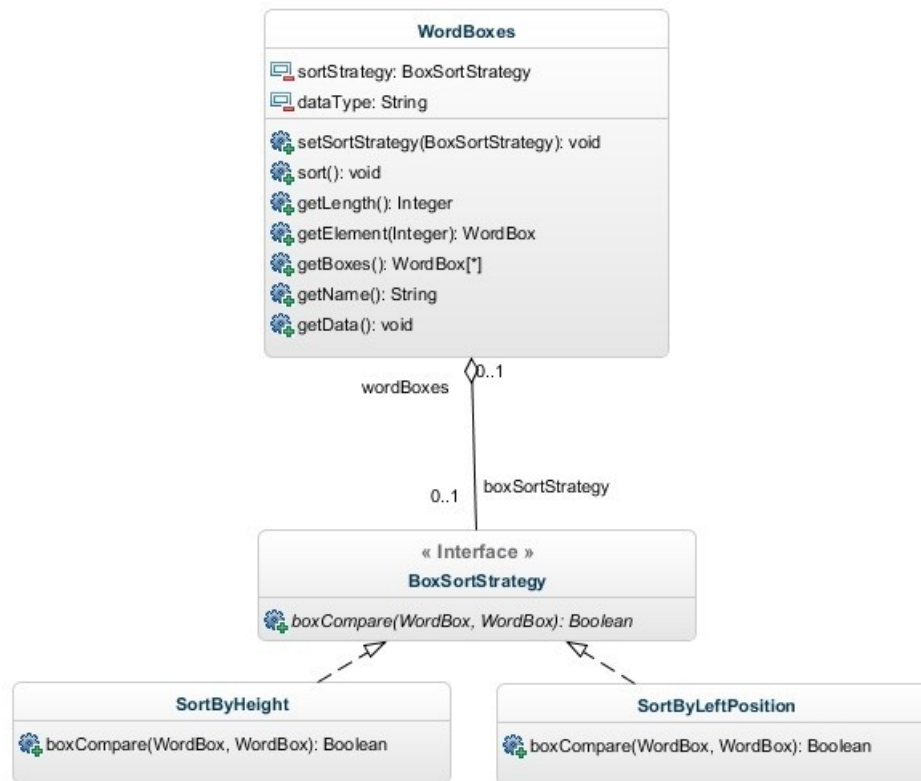 WordBoxes
sortStrategy: BoxSortStrategy
dataType: String
setSortStrategy(BoxSortStrategy): void
sort(): void
getLength(): Integer
getElement(Integer): WordBox
getBoxes(): WordBox[*]
getName(): String
getData(): void
0..1
wordBoxes
boxSortStrategy
0..1
« Interface »
BoxSortStrategy
boxCompare(WordBox, WordBox): Boolean
SortByHeight
boxCompare(WordBox, WordBox): Boolean
SortByLeftPosition
boxCompare(WordBox, WordBox): Boolean